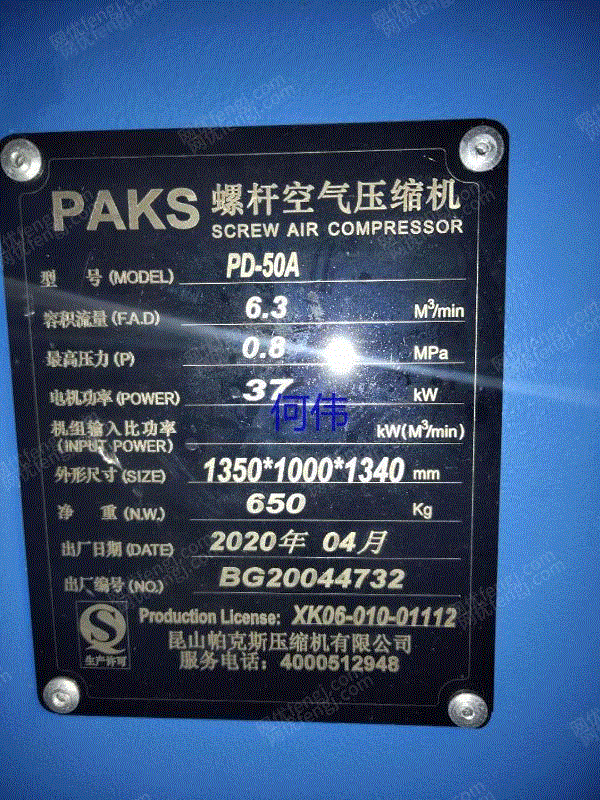 PAKS 螺杆空气压缩机
SCREW AIR COMPRESSOR
型 号 (MODEL) PD-50A
容积流量 (F.A.D) 6.3 M³/min
最高压力 (P) 0.8 MPa
电机功率 (POWER) 37 kW
何伟
机组输入比功率 (INPUT POWER) kW(M³/min)
外形尺寸 (SIZE) 1350*1000*1340 mm
净 重 (N.W.) 650 Kg
出厂日期 (DATE) 2020年 04月
出厂编号 (NO.) BG20044732
生产许可
Production License: XK06-010-01112
昆山帕克斯压缩机有限公司
服务电话: 4000512948